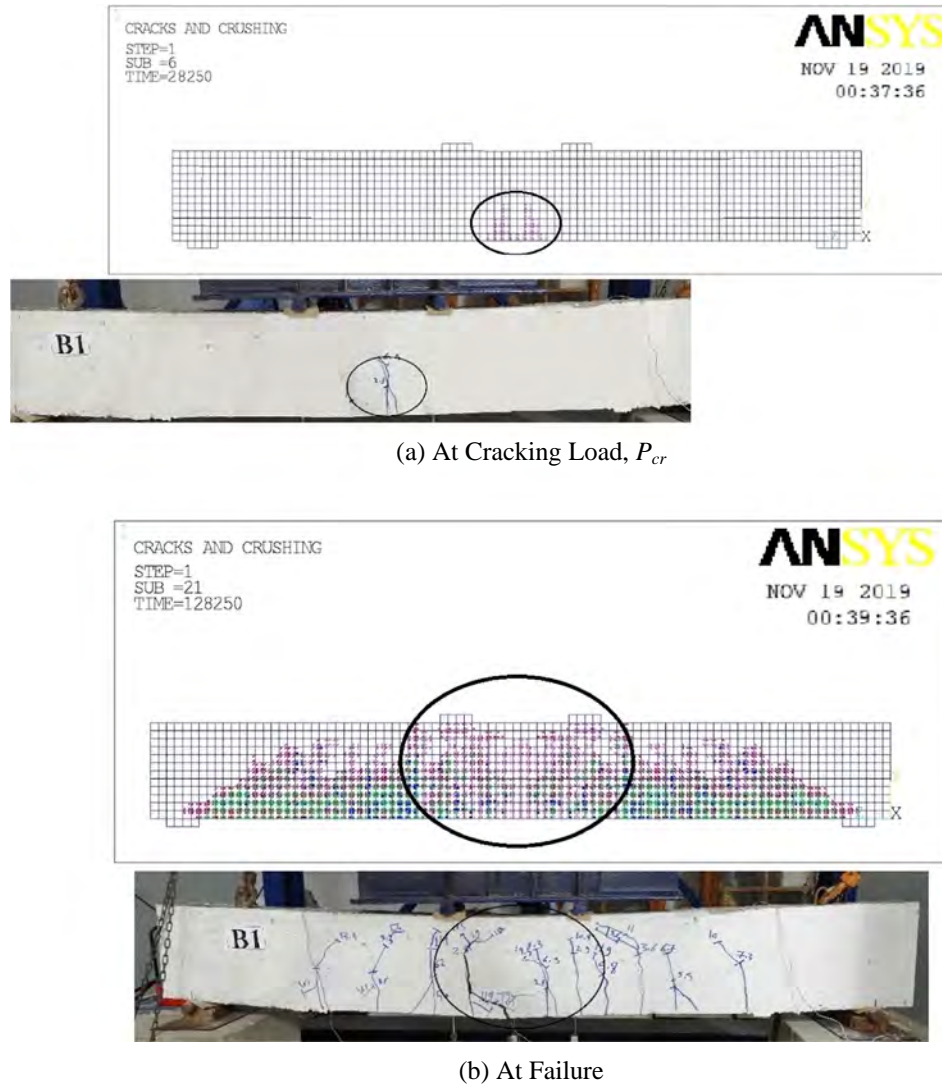 CRACKS AND CRUSHING
STEP=1
SUB =6
TIME=28250
ANSYS
NOV 19 2019
00:37:36
X
B1
(a) At Cracking Load, Pcr
CRACKS AND CRUSHING
STEP=1
SUB =21
TIME=128250
ANSYS
NOV 19 2019
00:39:36
X
B1
(b) At Failure